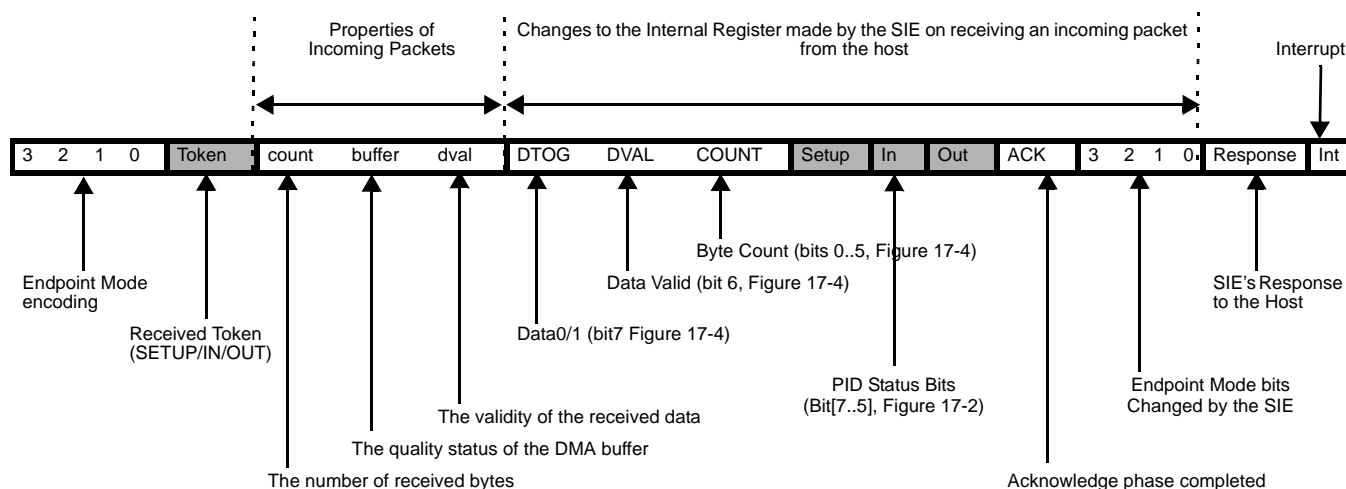 Properties of
Incoming Packets
Changes to the Internal Register made by the SIE on receiving an incoming packet
from the host
Interrupt
3 2 1 0 Token count buffer dval DTOG DVAL COUNT Setup In Out ACK 3 2 1 0 Response Int
Byte Count (bits 0..5, Figure 17-4)
Endpoint Mode
encoding
Data Valid (bit 6, Figure 17-4)
SIE's Response
to the Host
Received Token
(SETUP/IN/OUT)
Data0/1 (bit7 Figure 17-4)
PID Status Bits
(Bit[7..5], Figure 17-2)
Endpoint Mode bits
Changed by the SIE
The validity of the received data
The quality status of the DMA buffer
The number of received bytes
Acknowledge phase completed